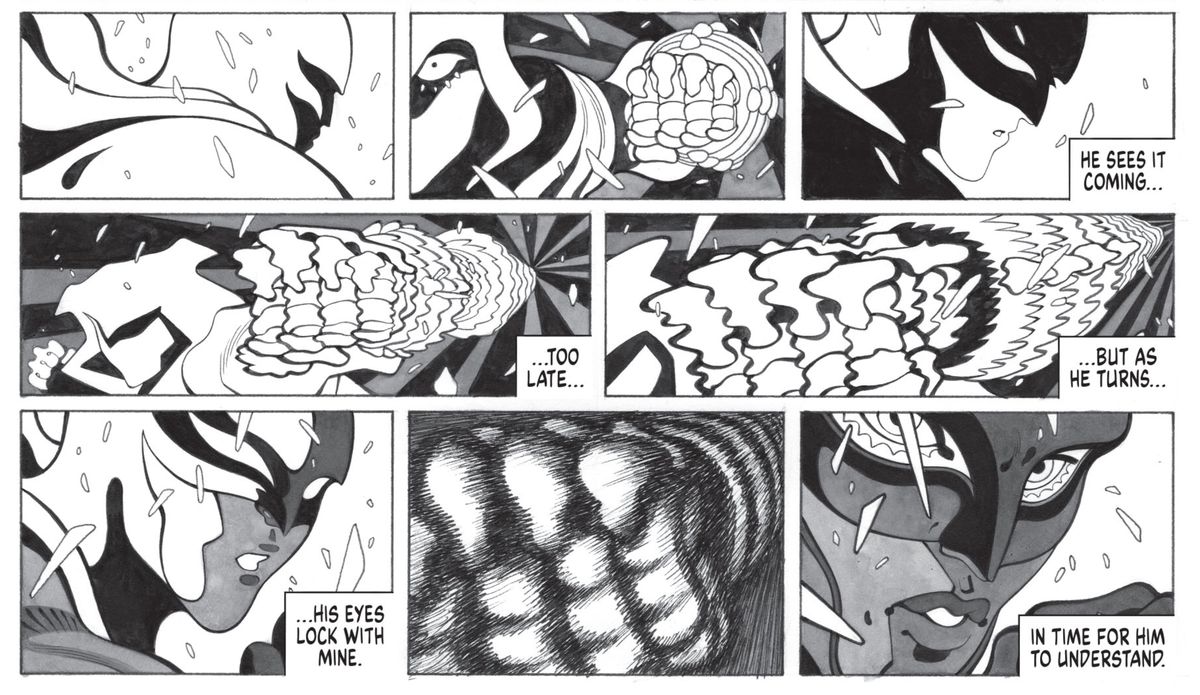 HE SEES IT
COMING...
...TOO
LATE...
...BUT AS
HE TURNS...
...HIS EYES
LOCK WITH
MINE.
IN TIME FOR HIM
TO UNDERSTAND.